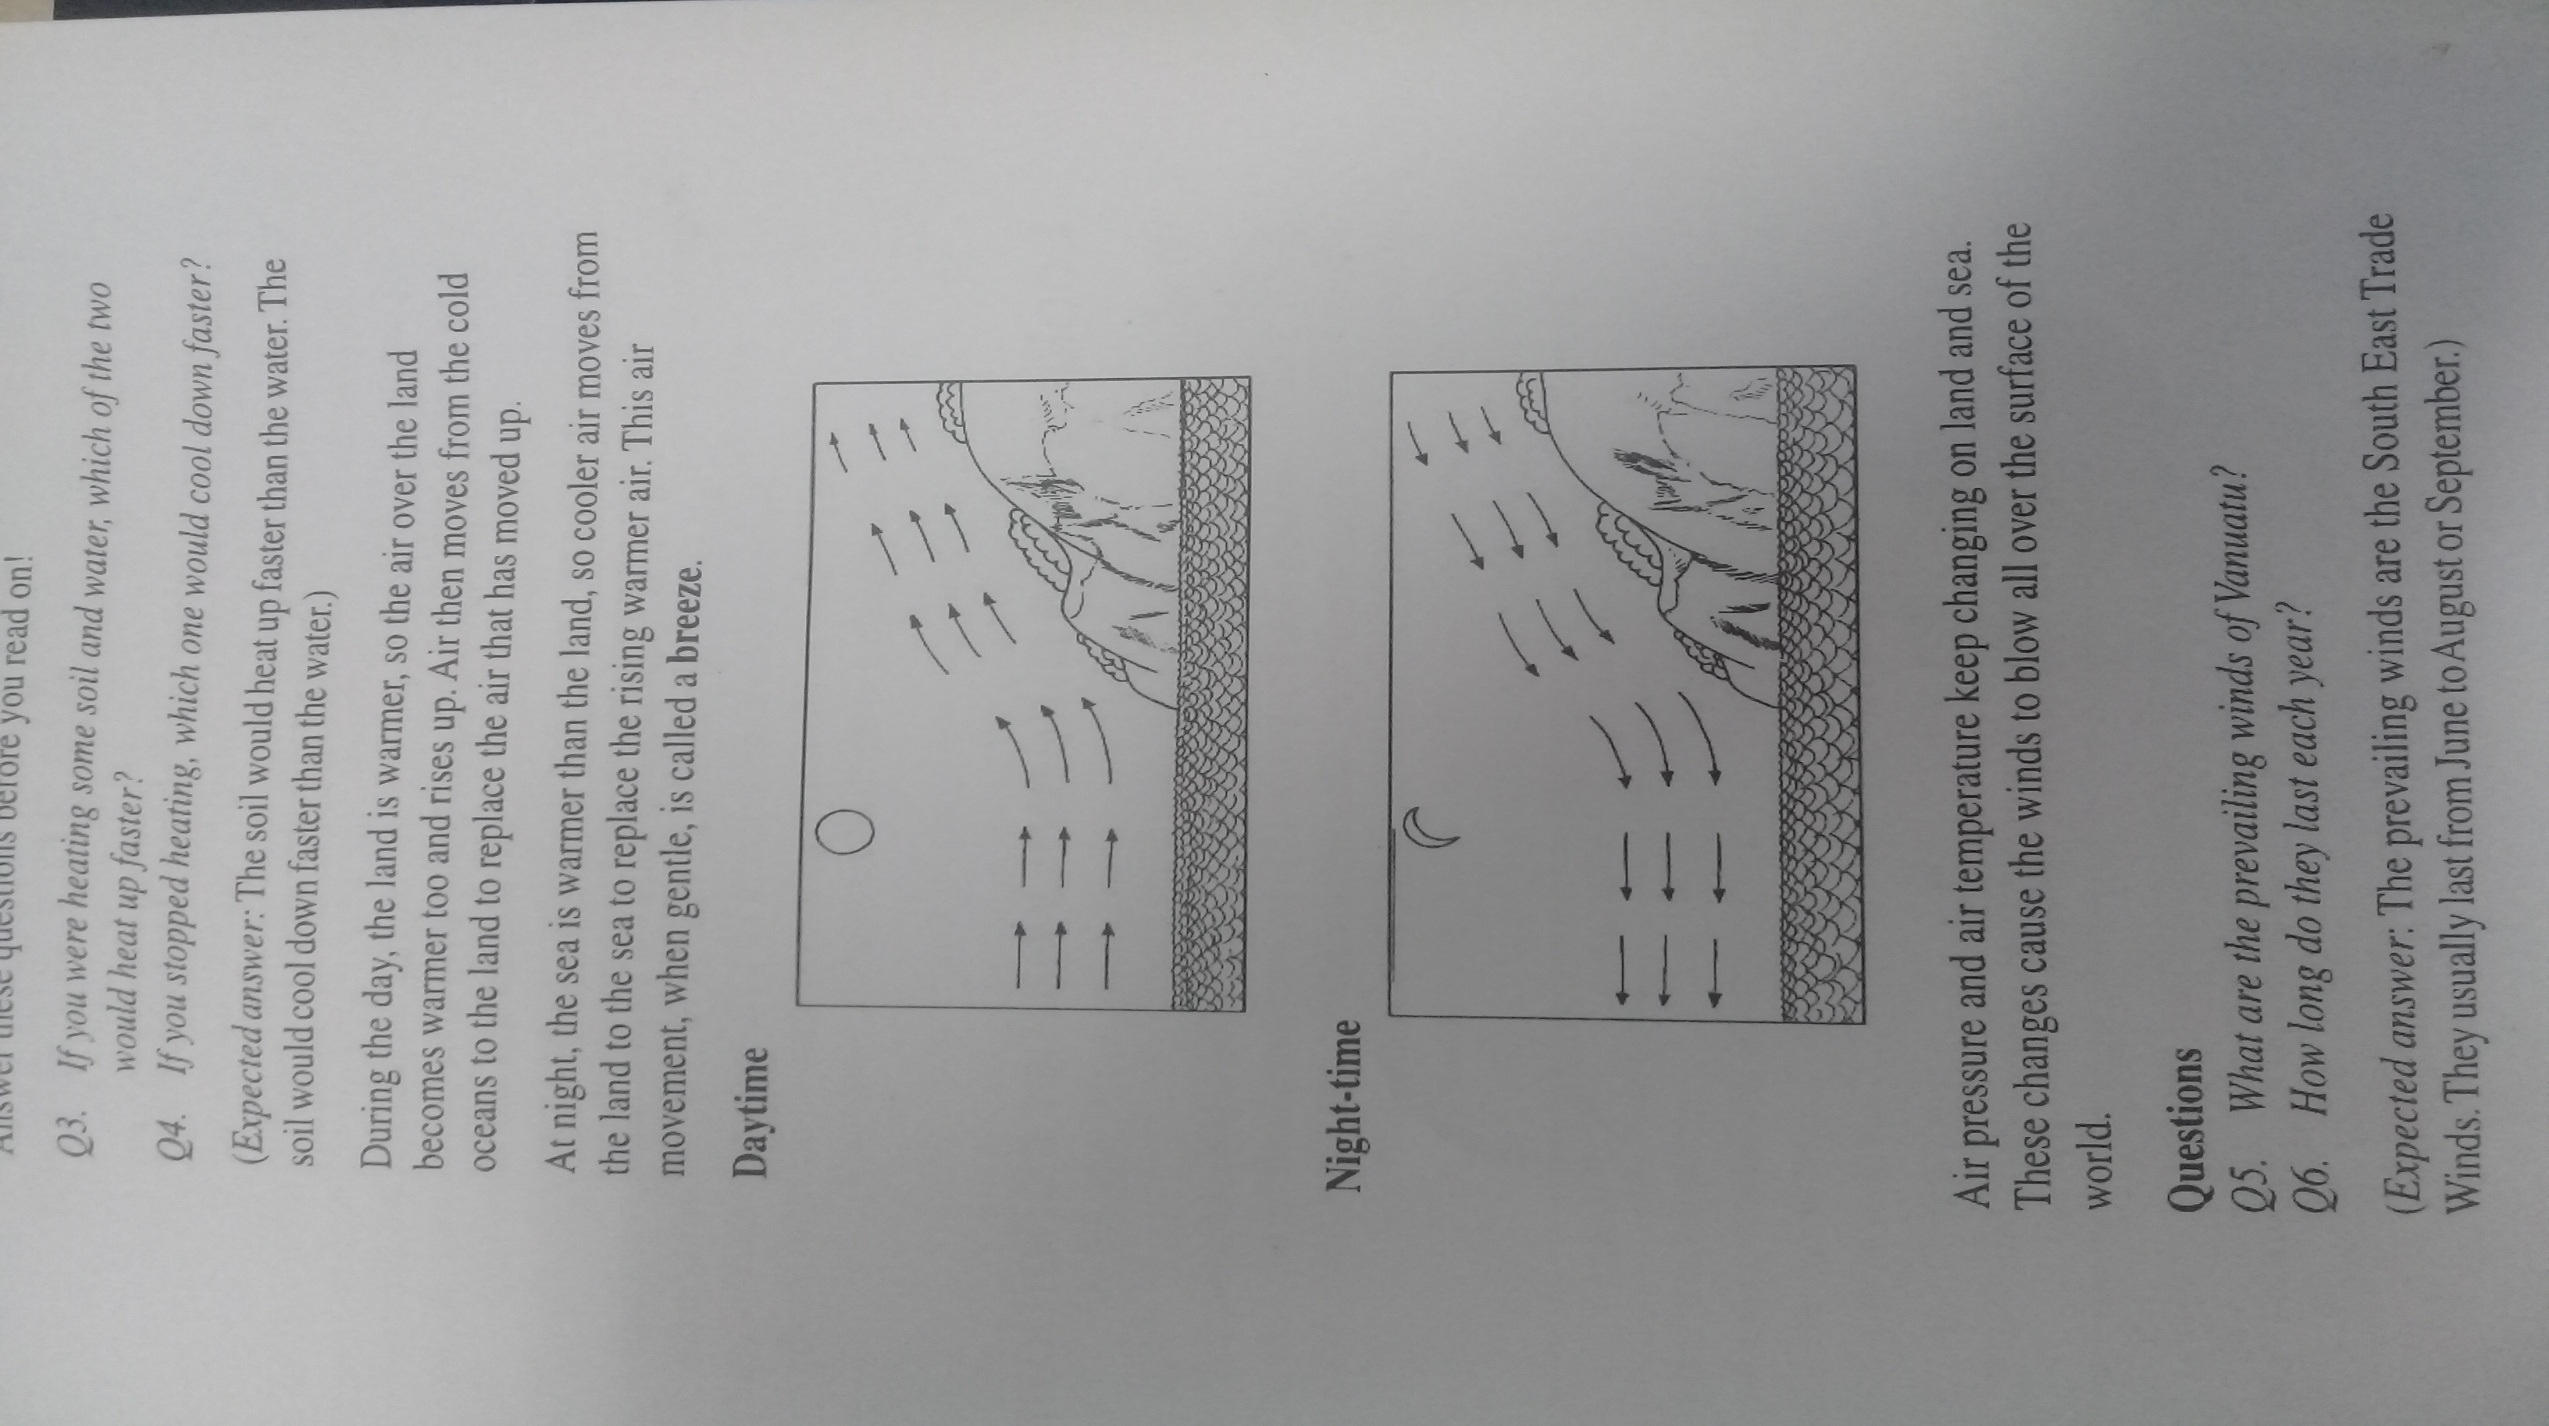 Answer these questions before you read on!
Q3. If you were heating some soil and water, which of the two
would heat up faster?
Q4. If you stopped heating, which one would cool down faster?
(Expected answer: The soil would heat up faster than the water. The
soil would cool down faster than the water.)
During the day, the land is warmer, so the air over the land
becomes warmer too and rises up. Air then moves from the cold
oceans to the land to replace the air that has moved up.
At night, the sea is warmer than the land, so cooler air moves from
the land to the sea to replace the rising warmer air. This air
movement, when gentle, is called a breeze.
Daytime
Night-time
Air pressure and air temperature keep changing on land and sea.
These changes cause the winds to blow all over the surface of the
world.
Questions
Q5. What are the prevailing winds of Vanuatu?
Q6. How long do they last each year?
(Expected answer: The prevailing winds are the South East Trade
Winds. They usually last from June to August or September.)